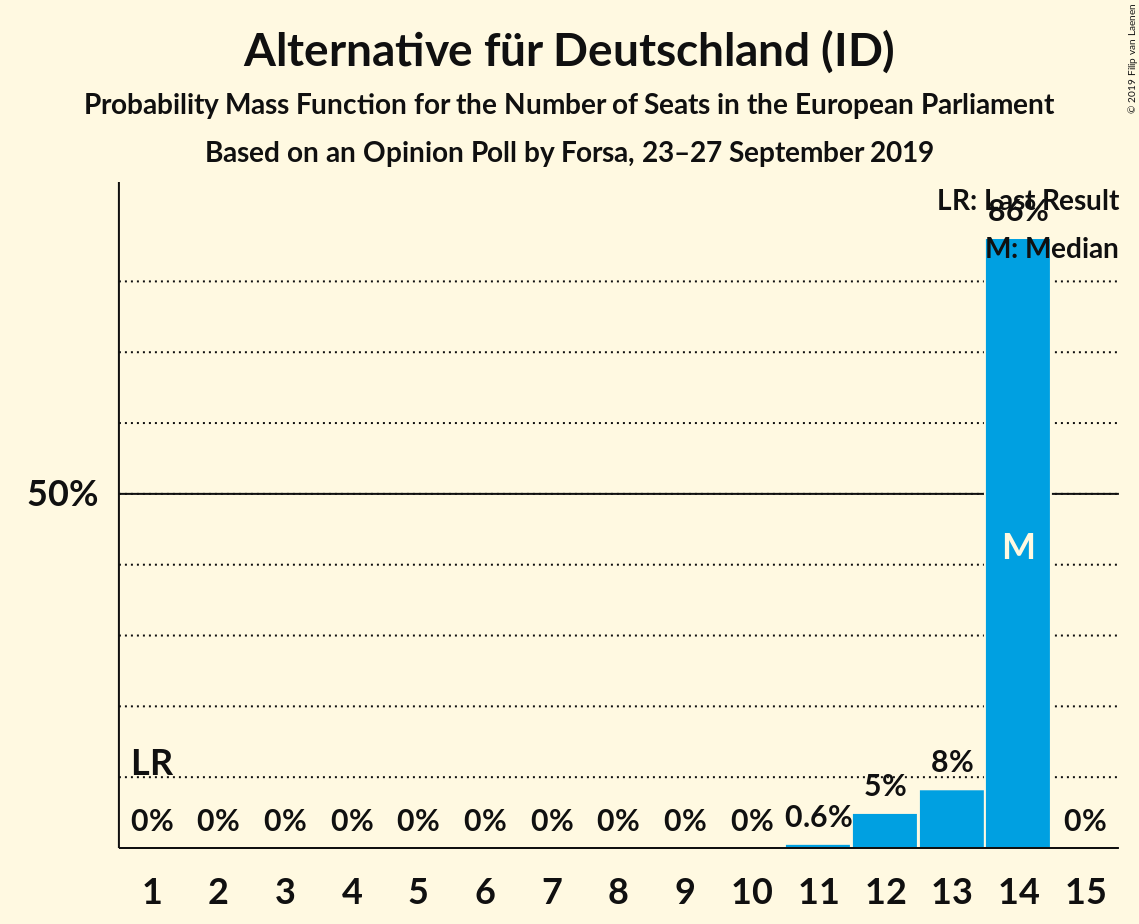 Alternative für Deutschland (ID)
Probability Mass Function for the Number of Seats in the European Parliament
Based on an Opinion Poll by Forsa, 23–27 September 2019
© 2019 Filip van Laenen
LR: Last Result
86%
M: Median
50%
M
LR
8%
5%
0% 0% 0% 0% 0% 0% 0% 0% 0% 0% 0.6% 0%
1 2 3 4 5 6 7 8 9 10 11 12 13 14 15